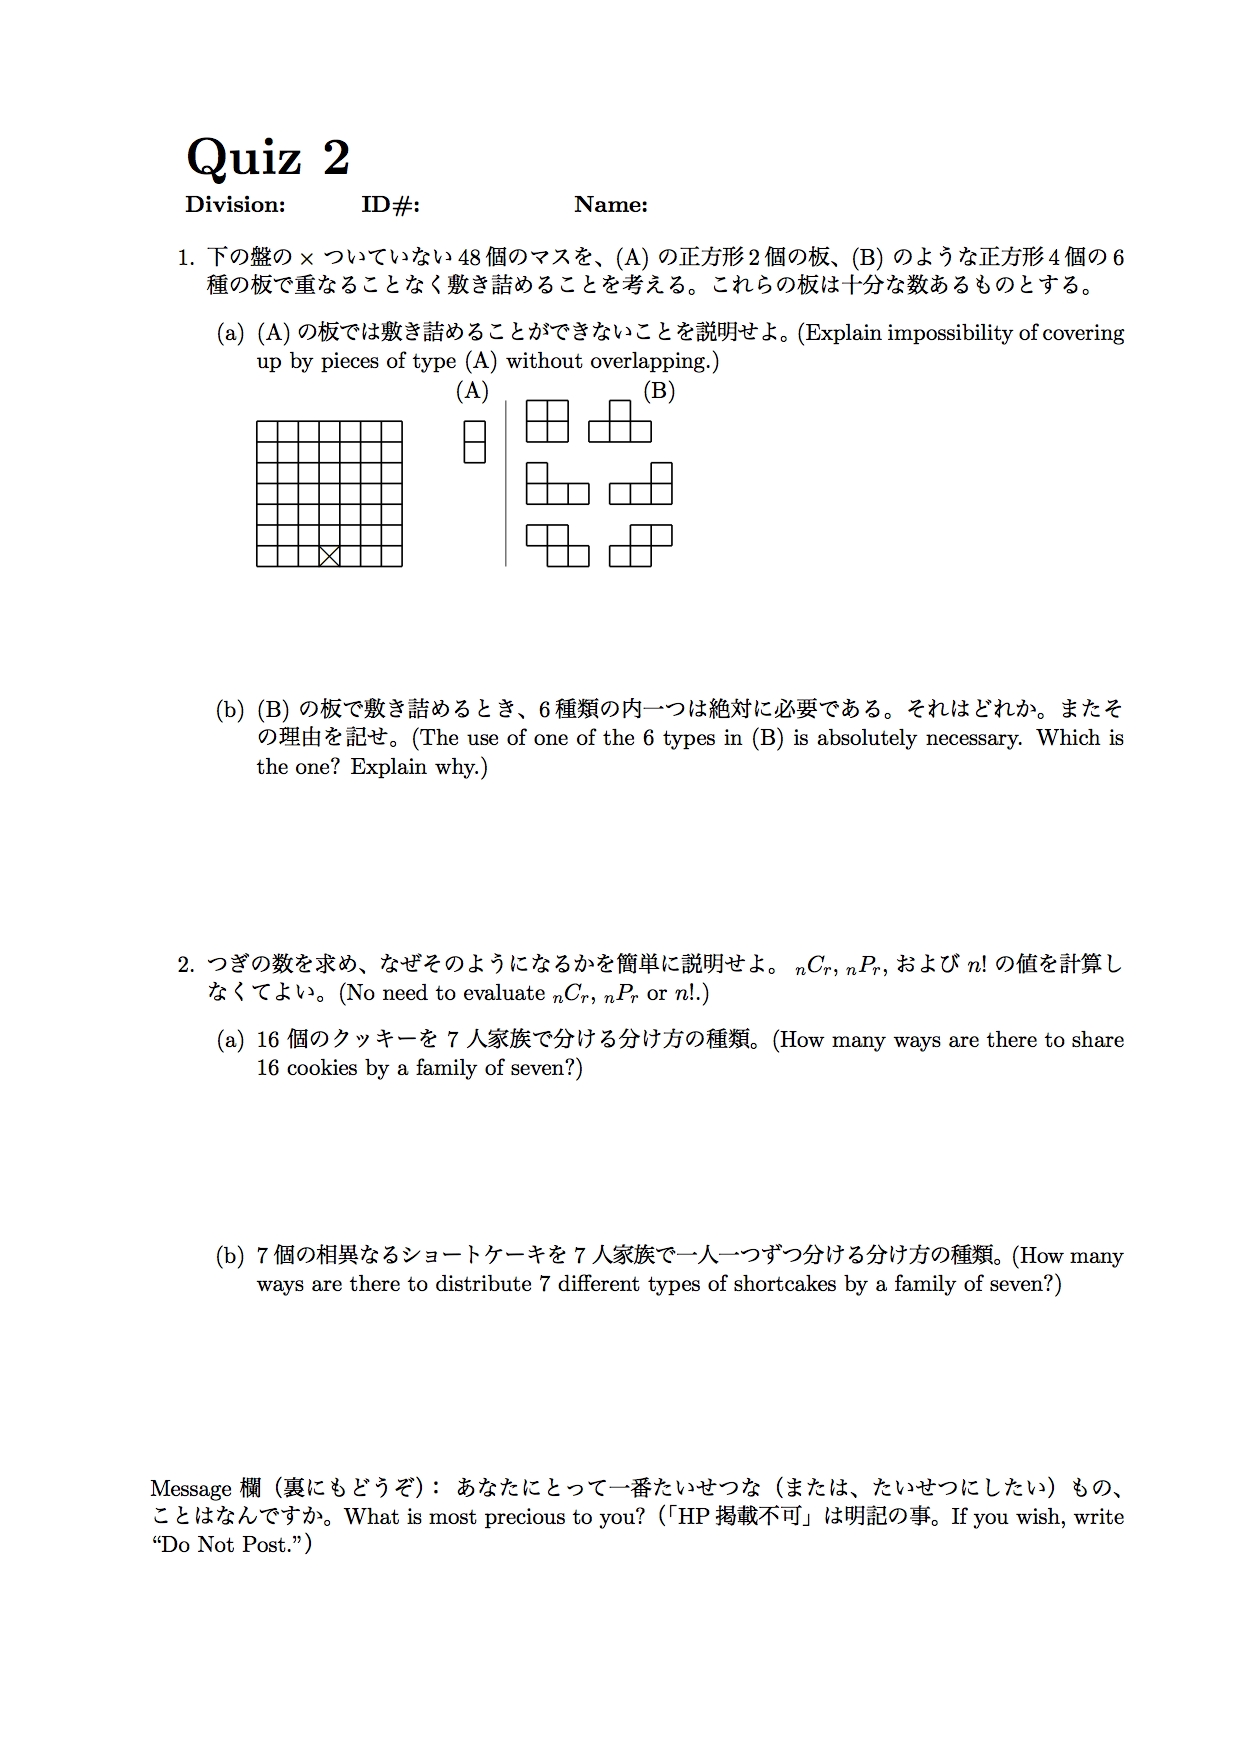 Quiz 2
Division: ID#: Name:
1. 下の盤の × ついていない 48 個のマスを、(A) の正方形 2 個の板、(B) のような正方形 4 個の 6
種の板で重なることなく敷き詰めることを考える。これらの板は十分な数あるものとする。
(a) (A) の板では敷き詰めることができないことを説明せよ。(Explain impossibility of covering
up by pieces of type (A) without overlapping.)
(A) (B)
(b) (B) の板で敷き詰めるとき、6 種類の内一つは絶対に必要である。それはどれか。またそ
の理由を記せ。(The use of one of the 6 types in (B) is absolutely necessary. Which is
the one? Explain why.)
2. つぎの数を求め、なぜそのようになるかを簡単に説明せよ。 nCr, nPr, および n! の値を計算し
なくてよい。(No need to evaluate nCr, nPr or n!.)
(a) 16 個のクッキーを 7 人家族で分ける分け方の種類。(How many ways are there to share
16 cookies by a family of seven?)
(b) 7 個の相異なるショートケーキを 7 人家族で一人一つずつ分ける分け方の種類。(How many
ways are there to distribute 7 different types of shortcakes by a family of seven?)
Message 欄（裏にもどうぞ）： あなたにとって一番たいせつな（または、たいせつにしたい）もの、
ことはなんですか。What is most precious to you?（「HP 掲載不可」は明記の事。If you wish, write
“Do Not Post.”）